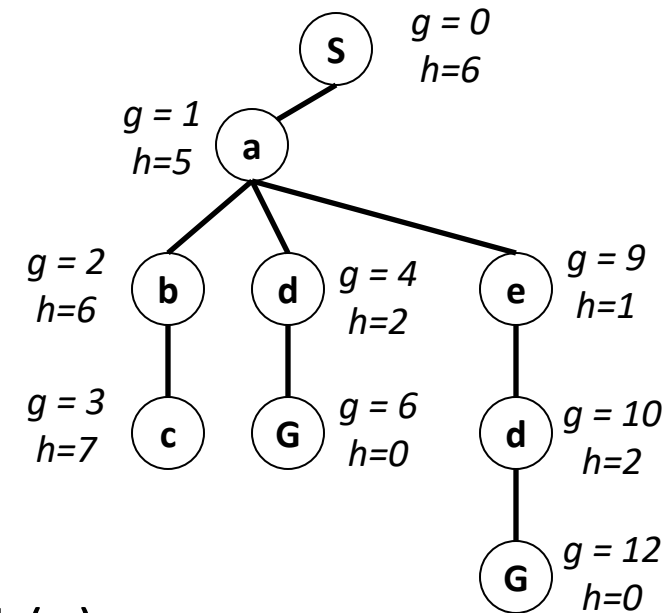 S
g = 0
h=6
g = 1
h=5
a
g = 2
h=6
b
d
g = 4
h=2
e
g = 9
h=1
g = 3
h=7
c
G
g = 6
h=0
d
g = 10
h=2
G
g = 12
h=0